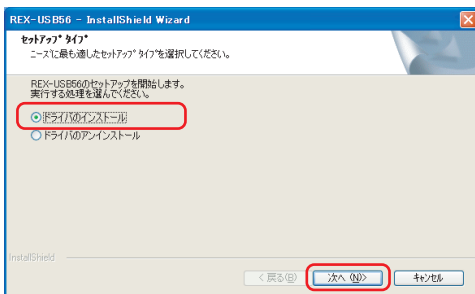 REX-USB56 - InstallShield Wizard
セットアップ タイプ
ニーズに最も適したセットアップ タイプを選択してください。
REX-USB56のセットアップを開始します。
実行する処理を選んでください。
ドライバのインストール
ドライバのアンインストール
InstallShield
< 戻る(B)
次へ (N)>
キャンセル